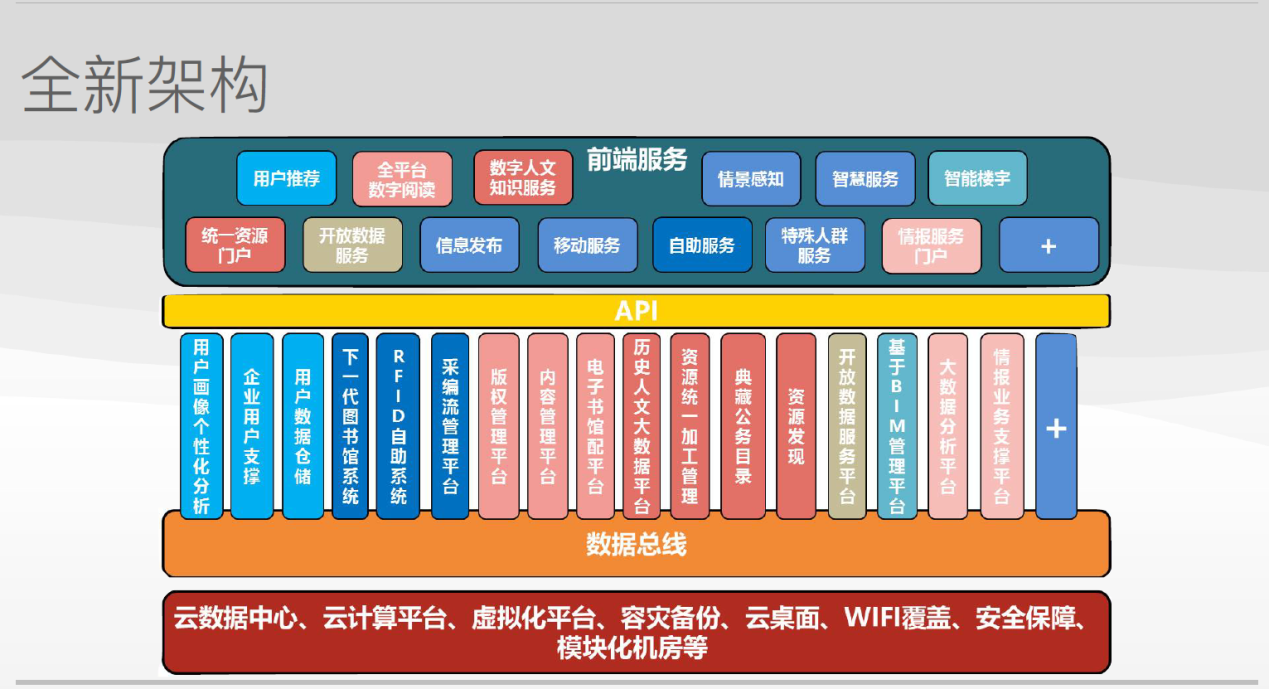 全新架构
前端服务
用户推荐
全平台
数字阅读
数字人文
知识服务
情景感知
智慧服务
智能楼宇
统一资源
门户
开放数据
服务
信息发布
移动服务
自助服务
特殊人群
服务
情报服务
门户
+
API
用户画像个性化分析
企业用户支撑
用户数据仓储
下一代图书馆系统
RFID自助系统
采编流管理平台
版权管理平台
内容管理平台
电子书馆配平台
历史人文大数据平台
资源统一加工管理
典藏公务目录
资源发现
开放数据服务平台
基于BIM管理平台
大数据分析平台
情报业务支撑平台
+
数据总线
云数据中心、云计算平台、虚拟化平台、容灾备份、云桌面、WIFI覆盖、安全保障、
模块化机房等